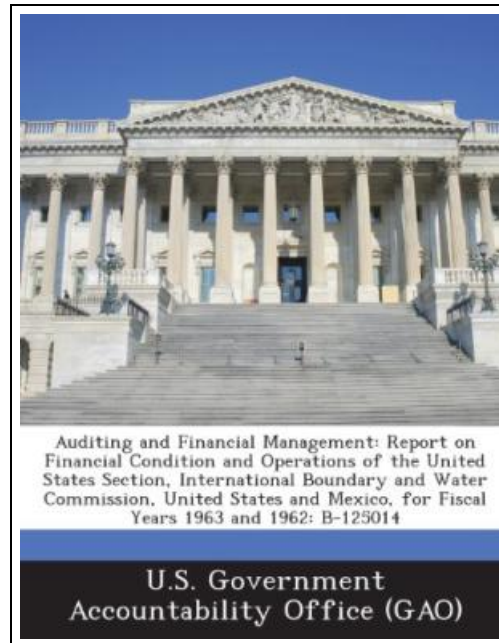 Auditing and Financial Management: Report on
Financial Condition and Operations of the United
States Section, International Boundary and Water
Commission, United States and Mexico, for Fiscal
Years 1963 and 1962: B-125014
U.S. Government
Accountability Office (GAO)